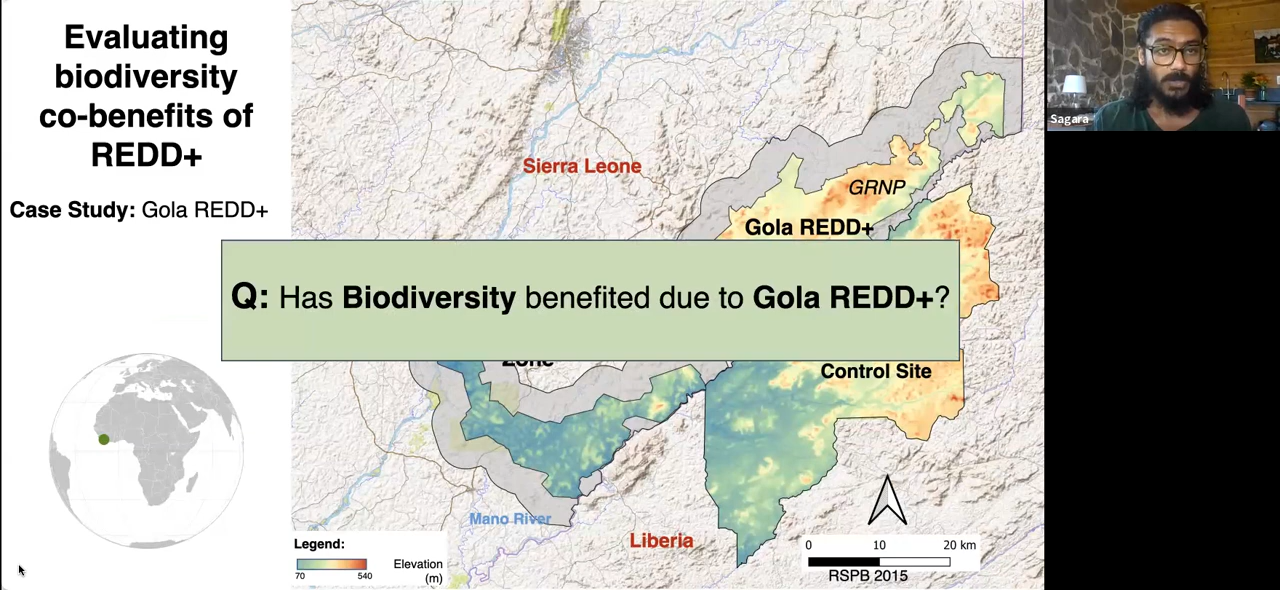 Evaluating
biodiversity
co-benefits of
REDD+
Case Study: Gola REDD+
Sierra Leone
GRNP
Gola REDD+
Q: Has Biodiversity benefited due to Gola REDD+?
Zone
Control Site
Mano River
Liberia
Legend:
Elevation
(m)
70
540
0 10 20 km
RSPB 2015
Sagara